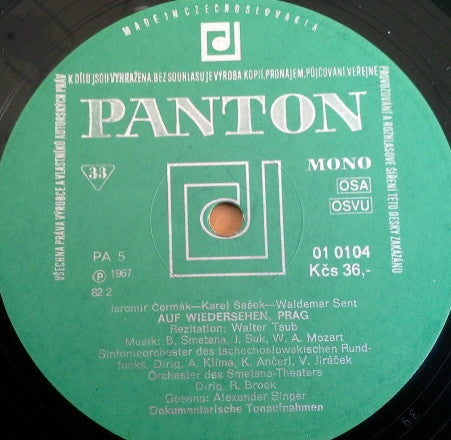 MADE IN CZECHOSLOVAKIA
VŠECHNA PRÁVA VÝROBCE A VLASTNÍKŮ AUTORSKÝCH PRÁV
K DÍLU JSOU VYHRAŽENA, BEZ SOUHLASU JE VÝROBA KOPIÍ, PRONÁJEM, PŮJČOVÁNÍ VEŘEJNÉ
PROVOZOVÁNÍ A ROZHLASOVÉ ŠÍŘENÍ TÉTO DESKY ZAKÁZÁNO
PANTON
33
MONO
OSA
OSVU
PA 5
01 0104
℗ 1967
Kčs 36,-
82 2
Jaromír Čermák—Karel Sašek—Waldemar Sent
AUF WIEDERSEHEN, PRAG
Rezitation: Walter Taub
Musik: B. Smetana, J. Suk, W. A. Mozart
Sinfonieorchester des tschechoslowakischen Rund-
funks, Dirig. A. Klíma, K. Ančerl, V. Jiráček
Orchester des Smetana-Theaters
Dirig. R. Brock
Gesang: Alexander Singer
Dokumentarische Tonaufnahmen